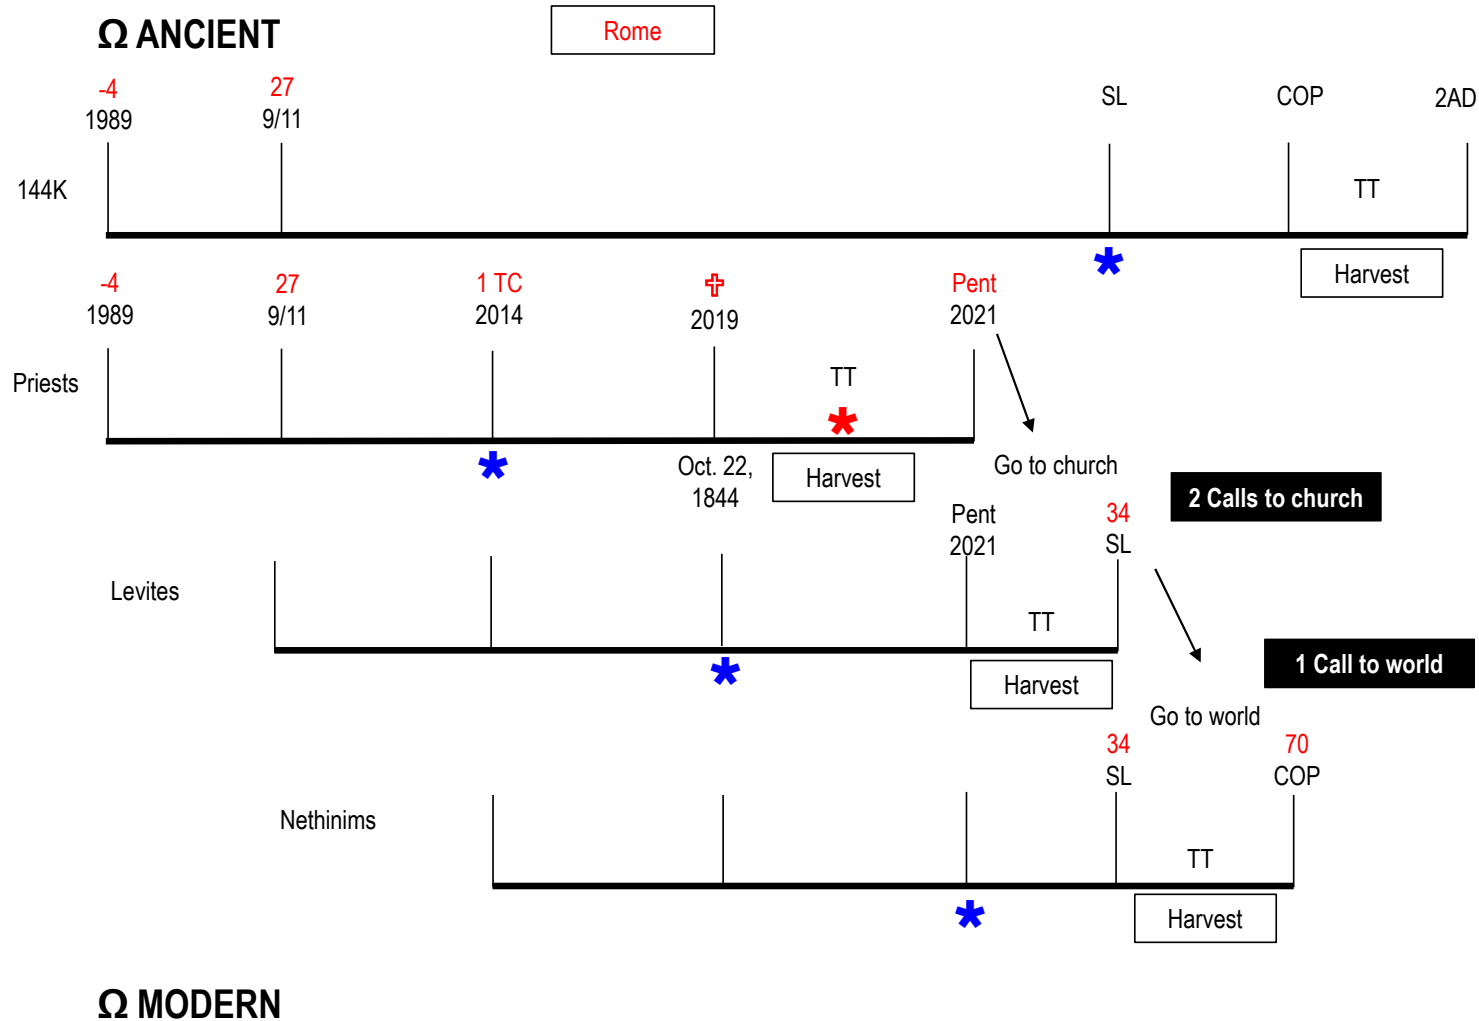 Ω ANCIENT
Rome
-4
1989
27
9/11
SL
COP
2AD
144K
TT
Harvest
-4
1989
27
9/11
1 TC
2014
2019
Pent
2021
Priests
TT
Oct. 22,
1844
Harvest
Go to church
2 Calls to church
Pent
2021
34
SL
Levites
TT
Harvest
1 Call to world
Go to world
34
SL
70
COP
Nethinims
TT
Harvest
Ω MODERN